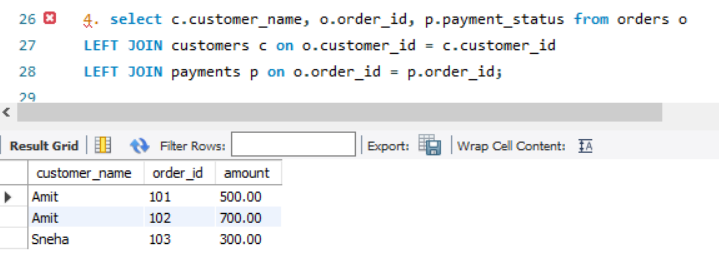 26 4. select c.customer_name, o.order_id, p.payment_status from orders o
27 LEFT JOIN customers c on o.customer_id = c.customer_id
28 LEFT JOIN payments p on o.order_id = p.order_id;
29
Result Grid Filter Rows: Export: Wrap Cell Content: IA
customer_name order_id amount
Amit 101 500.00
Amit 102 700.00
Sneha 103 300.00